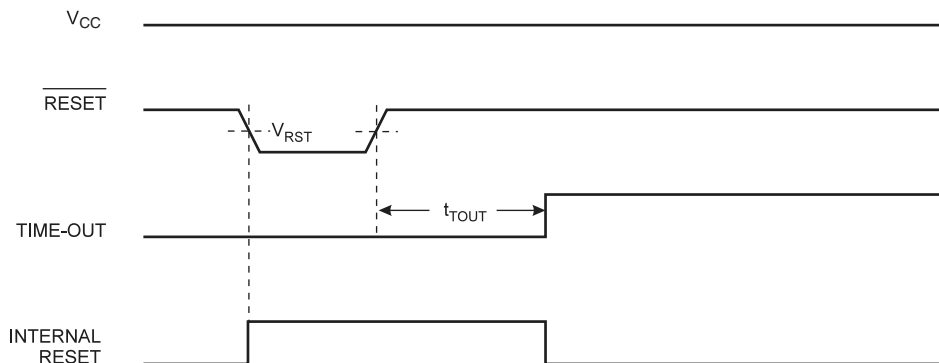 VCC
RESET
VRST
tTOUT
TIME-OUT
INTERNAL
RESET